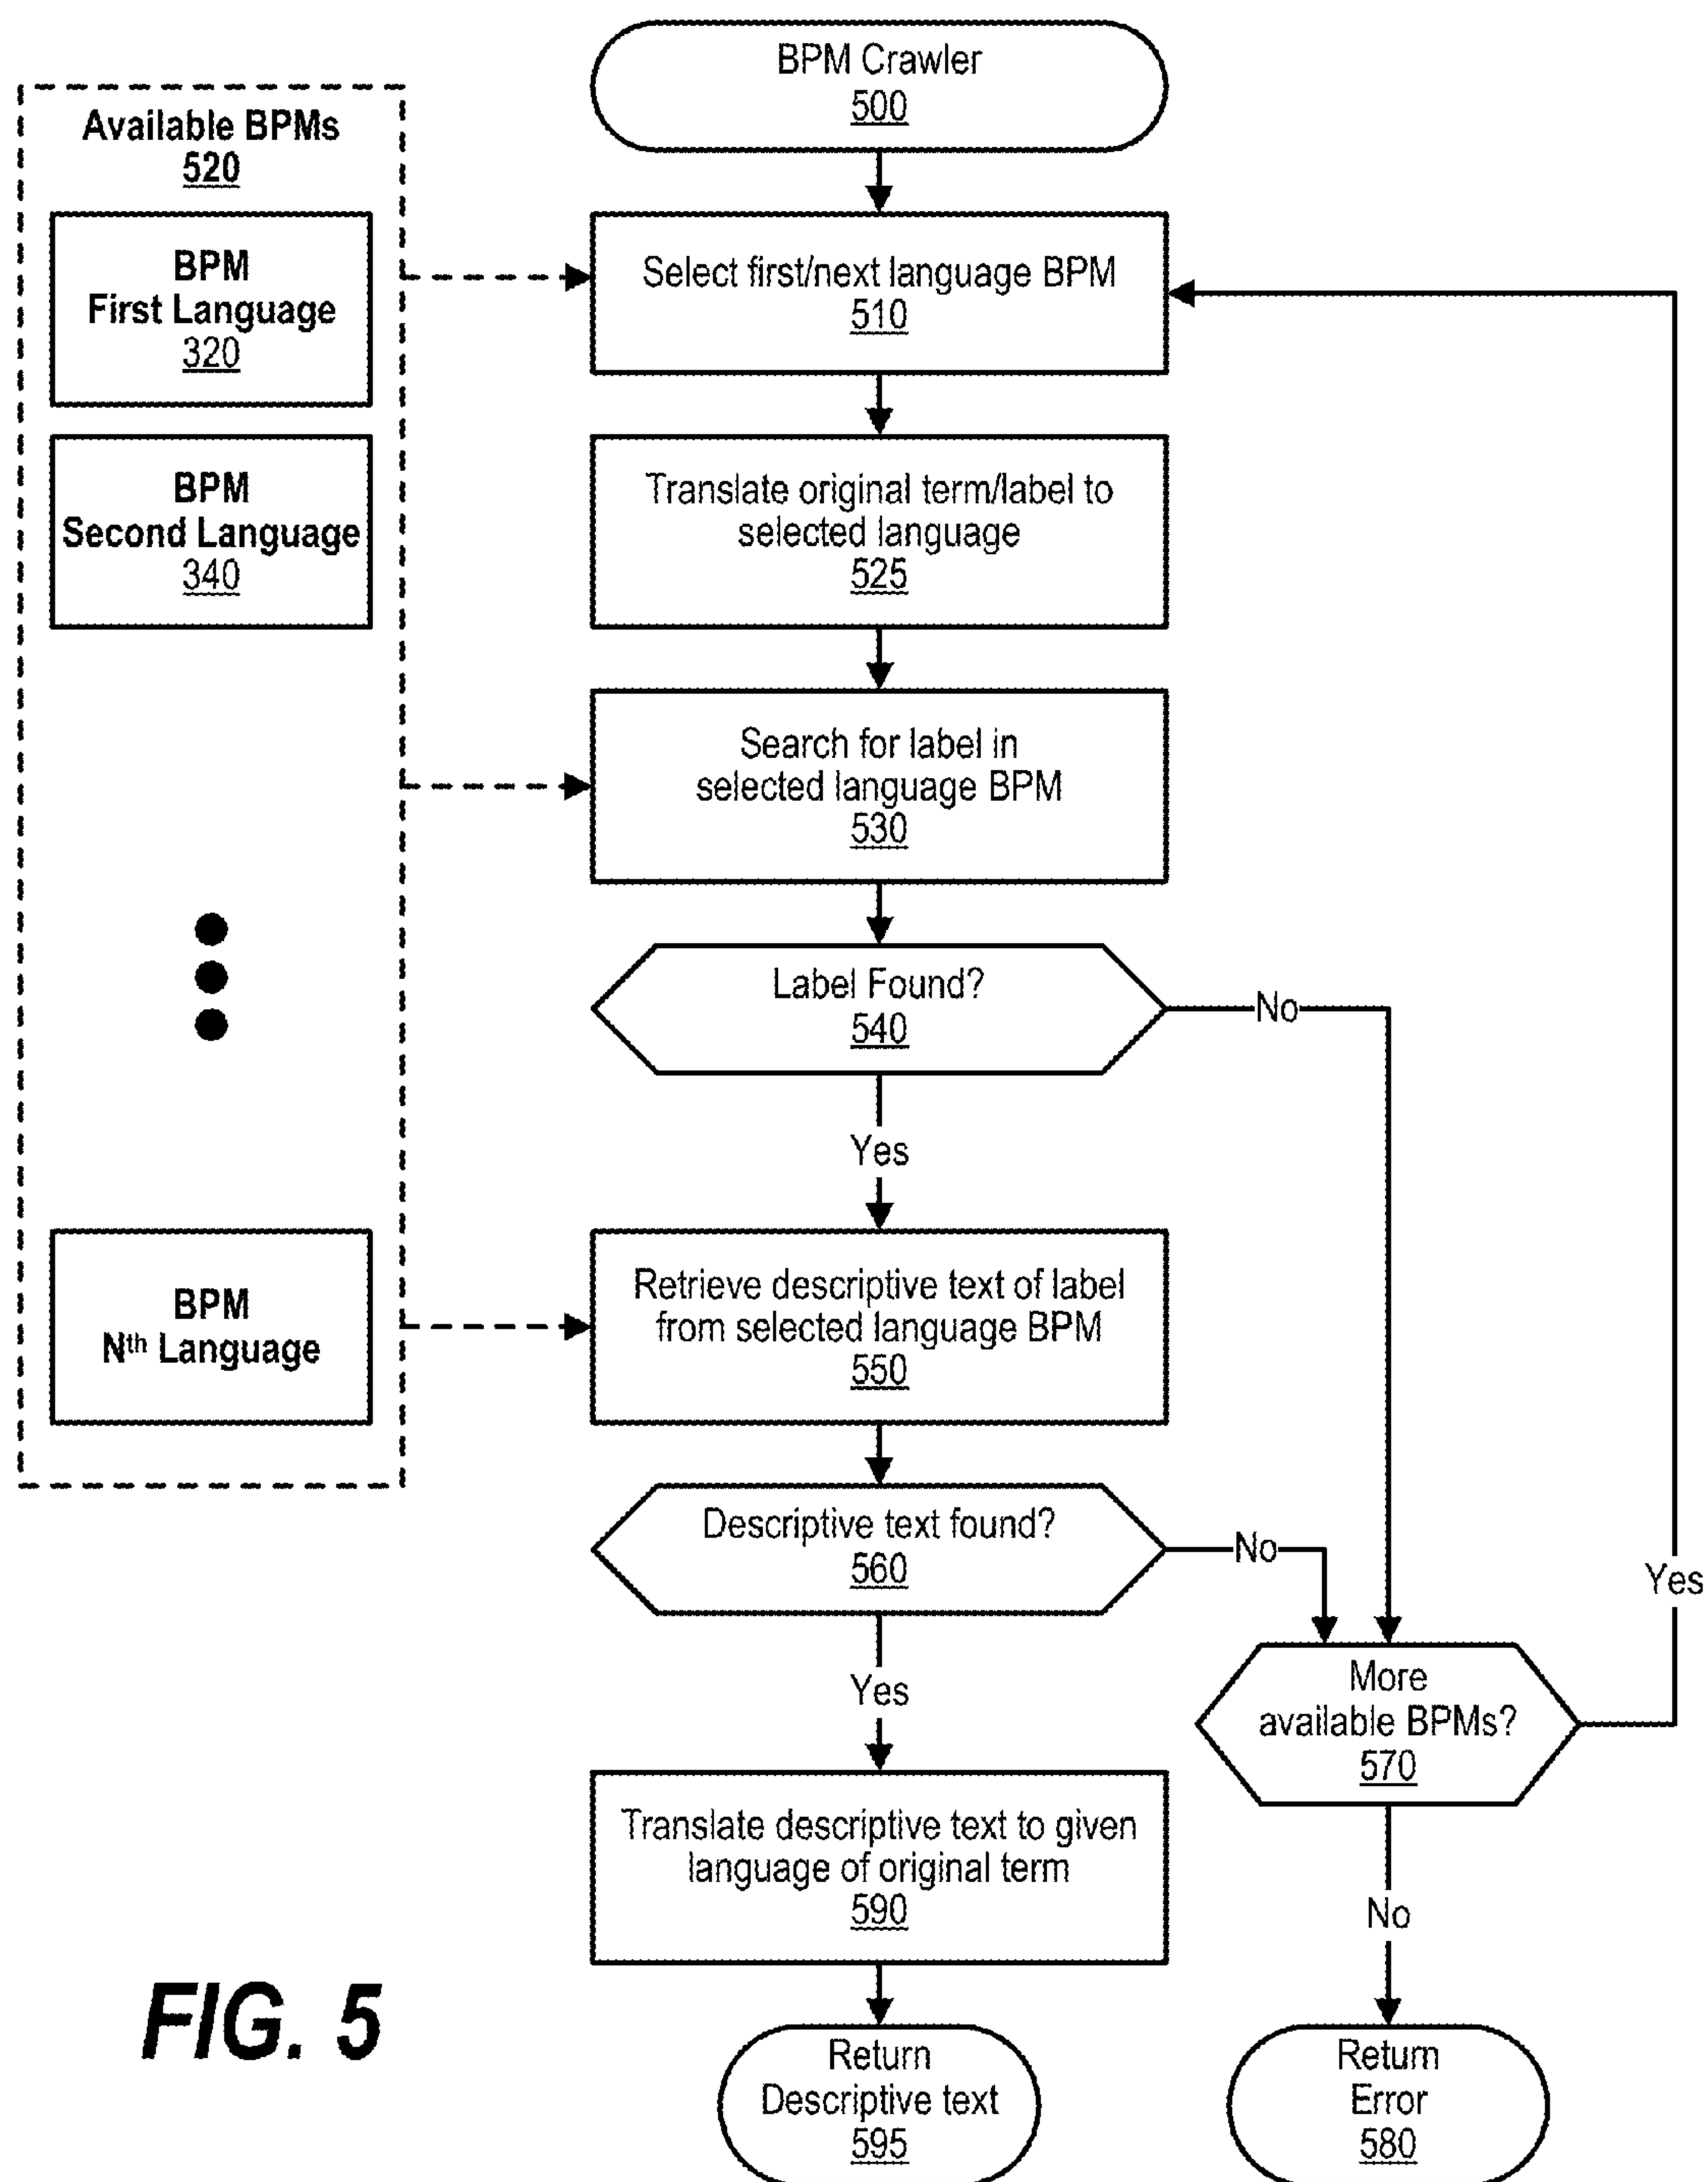 BPM Crawler
500
Available BPMs
520
BPM
First Language
320
Select first/next language BPM
510
BPM
Second Language
340
Translate original term/label to
selected language
525
Search for label in
selected language BPM
530
Label Found?
540
No
Yes
BPM
Nth Language
Retrieve descriptive text of label
from selected language BPM
550
Descriptive text found?
560
No
Yes
Yes
More
available BPMs?
570
Translate descriptive text to given
language of original term
590
No
FIG. 5
Return
Descriptive text
595
Return
Error
580